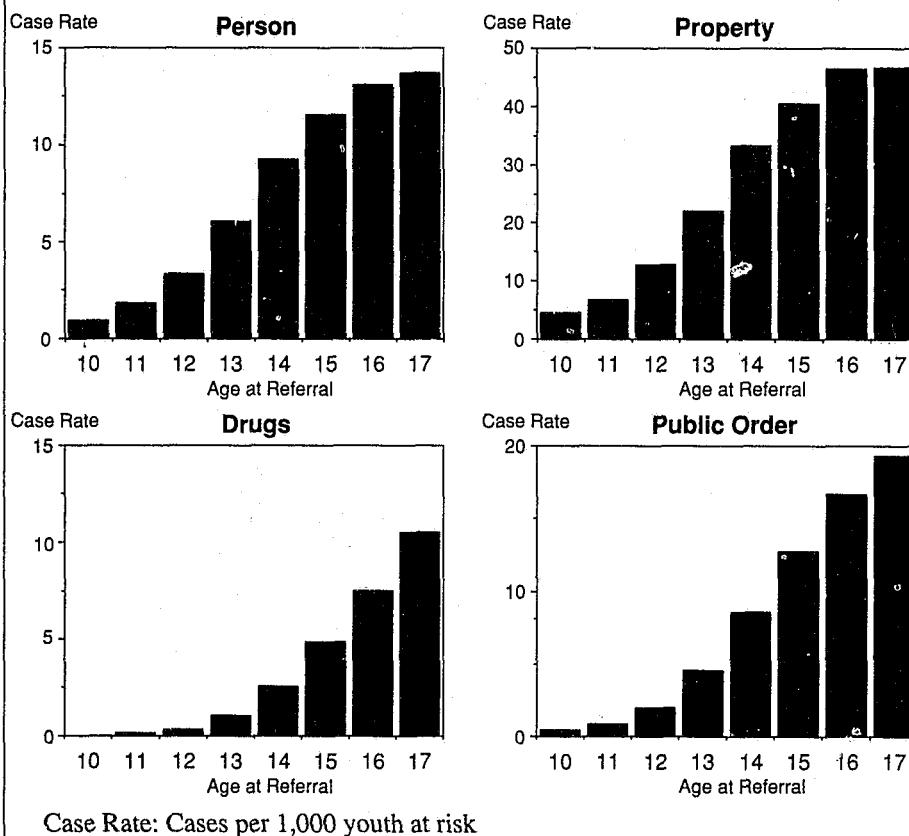 Case Rate
Person
15
10
5
0
10 11 12 13 14 15 16 17
Age at Referral
Case Rate
Property
50
40
30
20
10
0
10 11 12 13 14 15 16 17
Age at Referral
Case Rate
Drugs
15
10
5
0
10 11 12 13 14 15 16 17
Age at Referral
Case Rate
Public Order
20
10
0
10 11 12 13 14 15 16 17
Age at Referral
Case Rate: Cases per 1,000 youth at risk